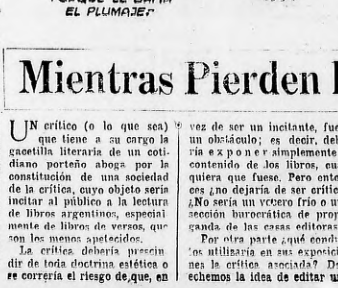 EL PLUMAJE
Mientras Pierden
UN crítico (o lo que sea)
que tiene a su cargo la
gacetilla literaria de un coti-
diano porteño aboga por la
constitución de una sociedad
de la crítica, cuyo objeto sería
incitar al público a la lectura
de libros argentinos, especial
mente de libros de versos, que
son los menos apetecidos.
La crítica debería prescin
dir de toda doctrina estética o
se correría el riesgo de, que, en
vez de ser un incitante, fue
un obstáculo; es decir, deb
ría exponer simplemente
contenido de los libros, cu
quiera que fuese. Pero ento
ces ¿no dejaría de ser crític
¿No sería un vocero frío o u
sección burocrática de prop
ganda de las casas editoras
Por otra parte ¿qué condu
tos utilizaría en sus exposici
nes la crítica asociada? De
echemos la idea de editar u